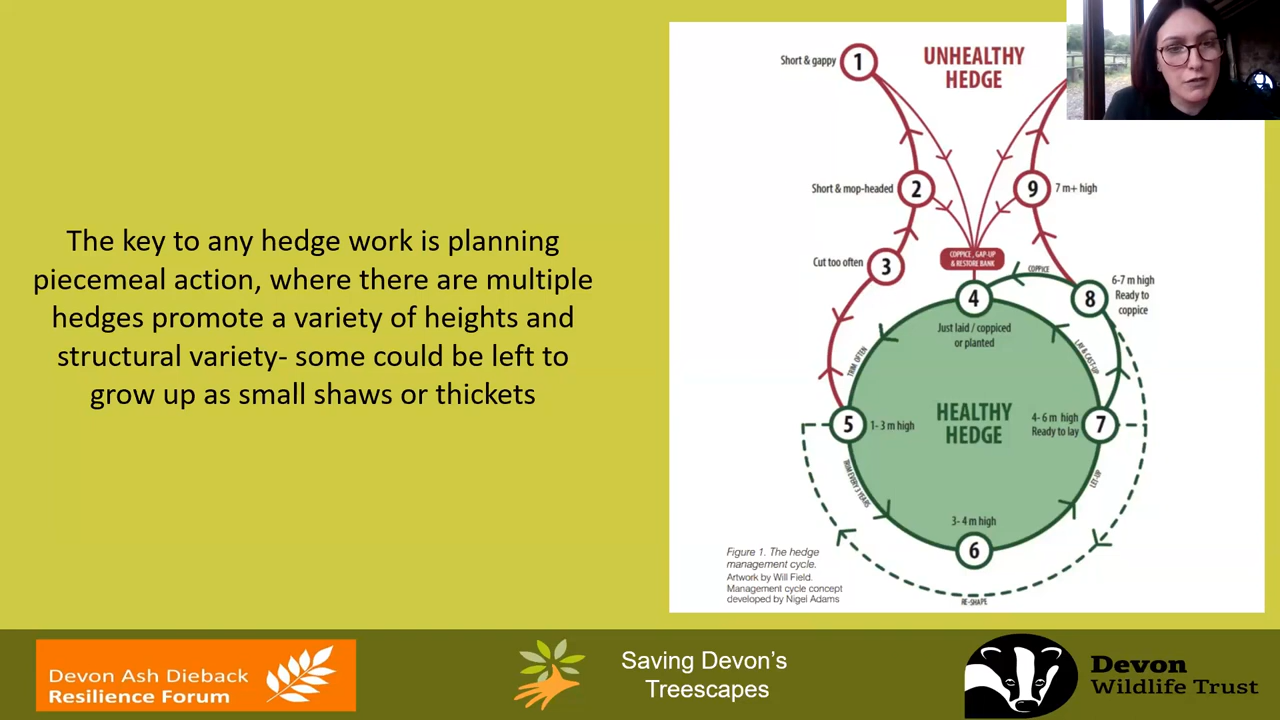 The key to any hedge work is planning
piecemeal action, where there are multiple
hedges promote a variety of heights and
structural variety- some could be left to
grow up as small shaws or thickets
UNHEALTHY
HEDGE
Short & gappy
1
Short & mop-headed
2
9
7 m+ high
Cut too often
3
COPPICE, GAP-UP
& RESTORE BANK
COPPICE
4
8
6-7 m high
Ready to
coppice
Just laid / coppiced
or planted
TRIM OFTEN
LAY & CAST-UP
HEALTHY
HEDGE
5
1- 3 m high
4- 6 m high
Ready to lay
7
TRIM EVERY 3 YEARS
LET-UP
3- 4 m high
6
RE-SHAPE
Figure 1. The hedge
management cycle.
Artwork by Will Field.
Management cycle concept
developed by Nigel Adams
Devon Ash Dieback
Resilience Forum
Saving Devon’s
Treescapes
Devon
Wildlife Trust